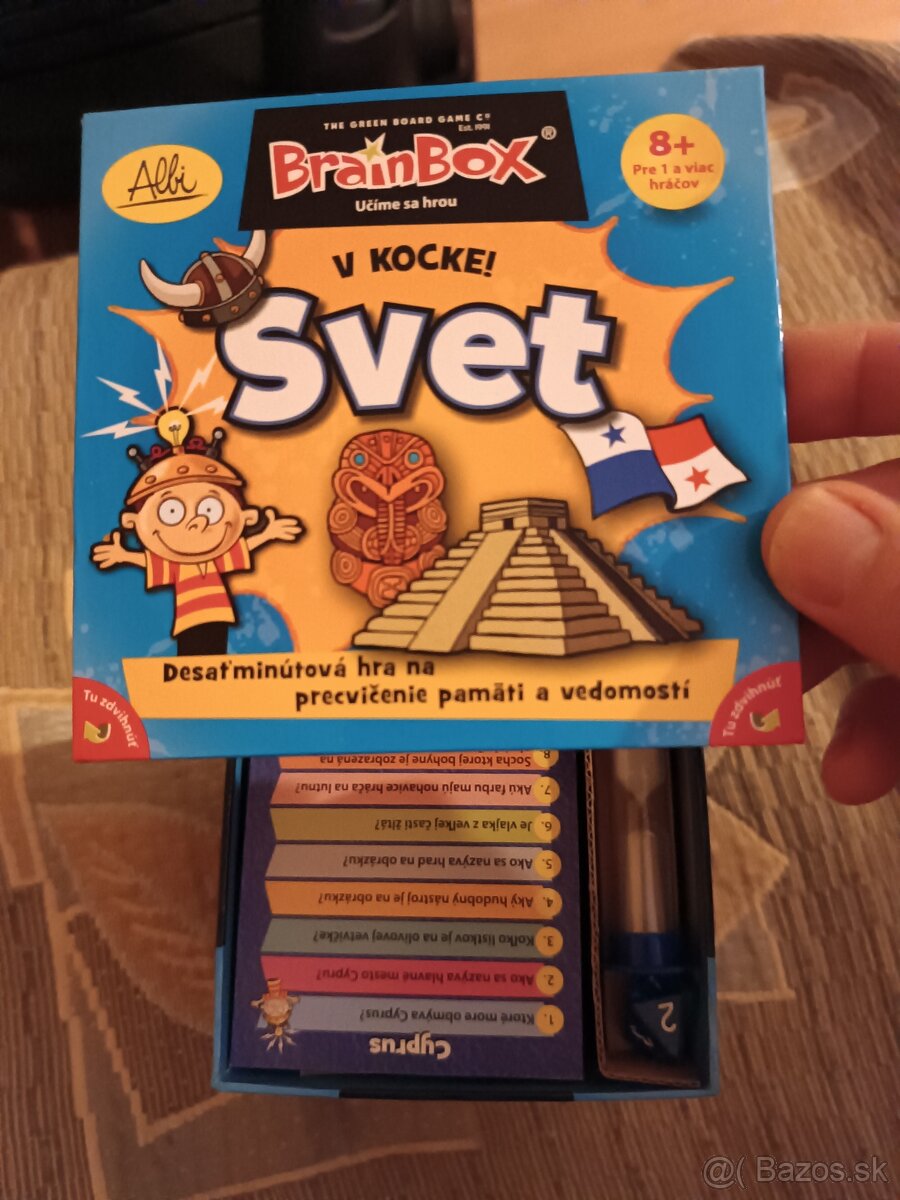 THE GREEN BOARD GAME Cº
Est. 1991
BrainBox®
Učíme sa hrou
Albi
8+
Pre 1 a viac
hráčov
V KOCKE!
Svet
Desaťminútová hra na
precvičenie pamäti a vedomostí
Tu zdvihnúť
Tu zdvihnúť
Cyprus
1. Ktoré more obmýva Cyprus?
2. Ako sa nazýva hlavné mesto Cypru?
3. Koľko lístkov je na olivovej vetvičke?
4. Aký hudobný nástroj je na obrázku?
5. Ako sa nazýva hrad na obrázku?
6. Je vlajka z veľkej časti žltá?
7. Akú farbu majú nohavice hráča na lutnu?
8. Socha ktorej bohyne je zobrazená na
2
@( Bazos.sk